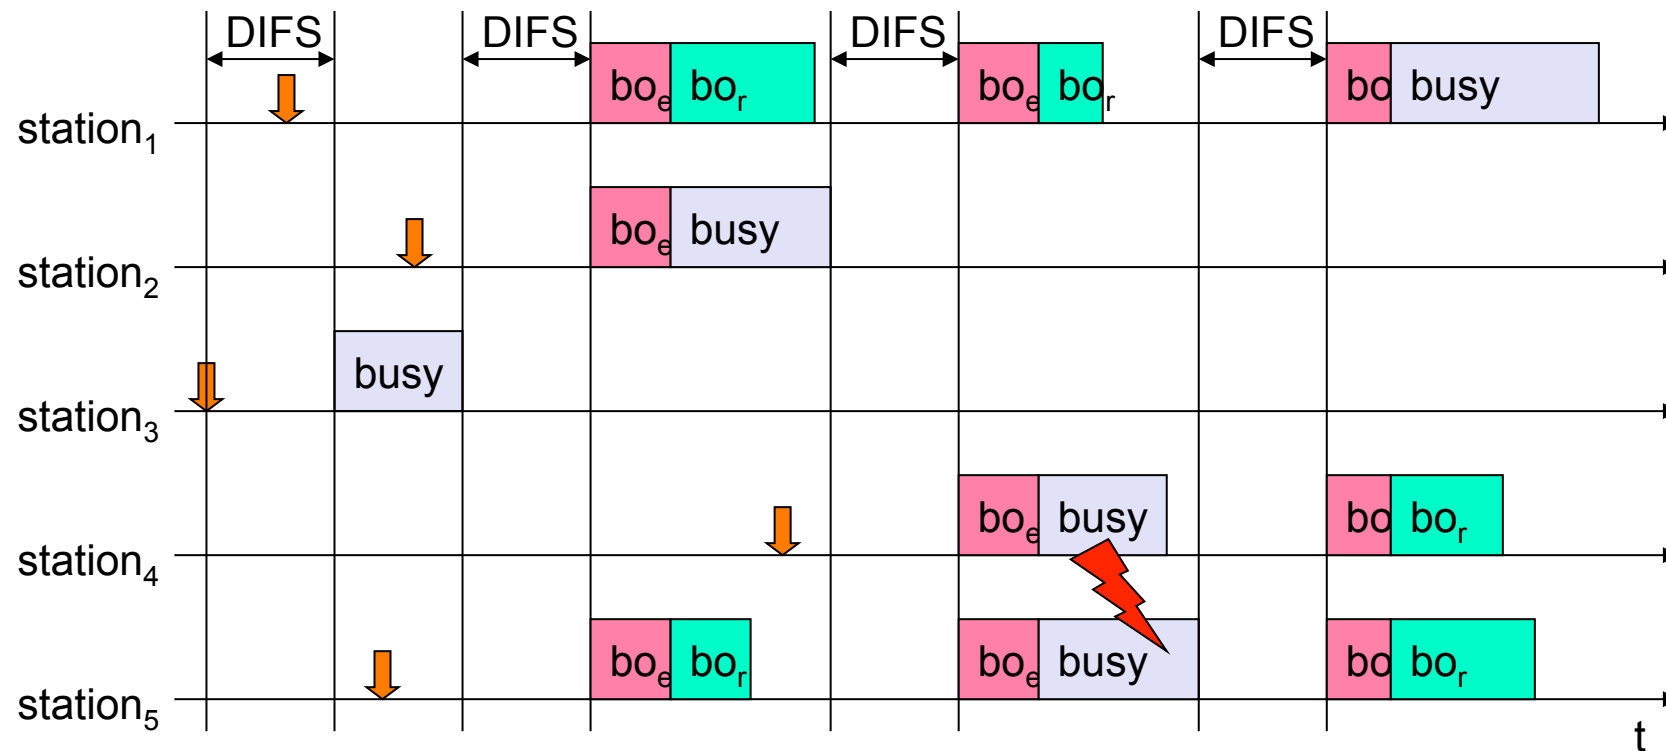 DIFS DIFS DIFS DIFS
station₁ boₑ boᵣ boₑ boᵣ bo busy
station₂ boₑ busy
station₃ busy
station₄ boₑ busy bo boᵣ
station₅ boₑ boᵣ boₑ busy bo boᵣ
t